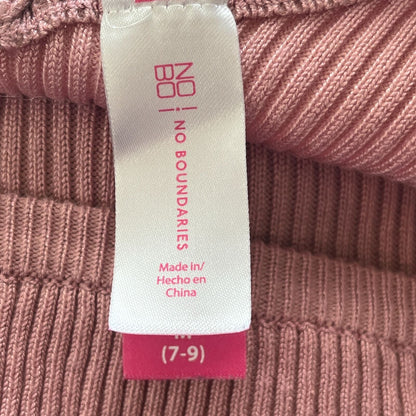 NO!
BO
NO BOUNDARIES
Made in/
Hecho en
China
M
(7-9)